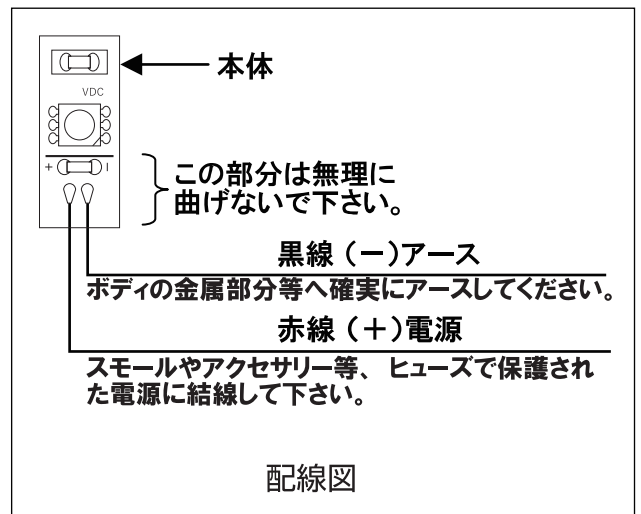 本体
VDC
+ -
この部分は無理に
曲げないで下さい。
黒線（－）アース
ボディの金属部分等へ確実にアースしてください。
赤線（＋）電源
スモールやアクセサリー等、ヒューズで保護され
た電源に結線して下さい。
配線図